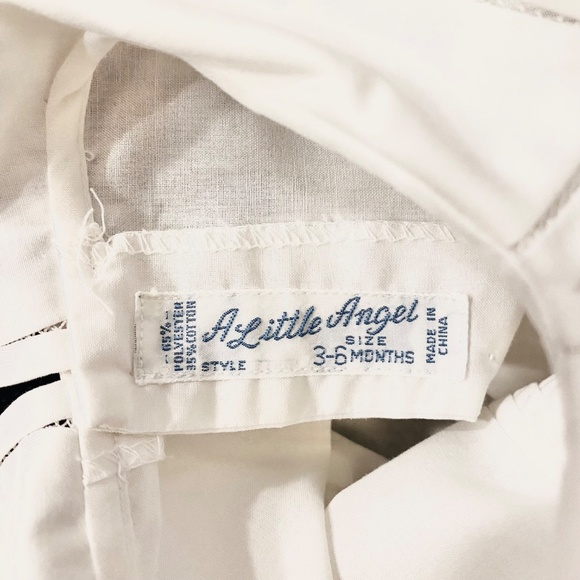 65%
POLYESTER
35% COTTON
A Little Angel
STYLE
SIZE
3-6 MONTHS
MADE IN
CHINA